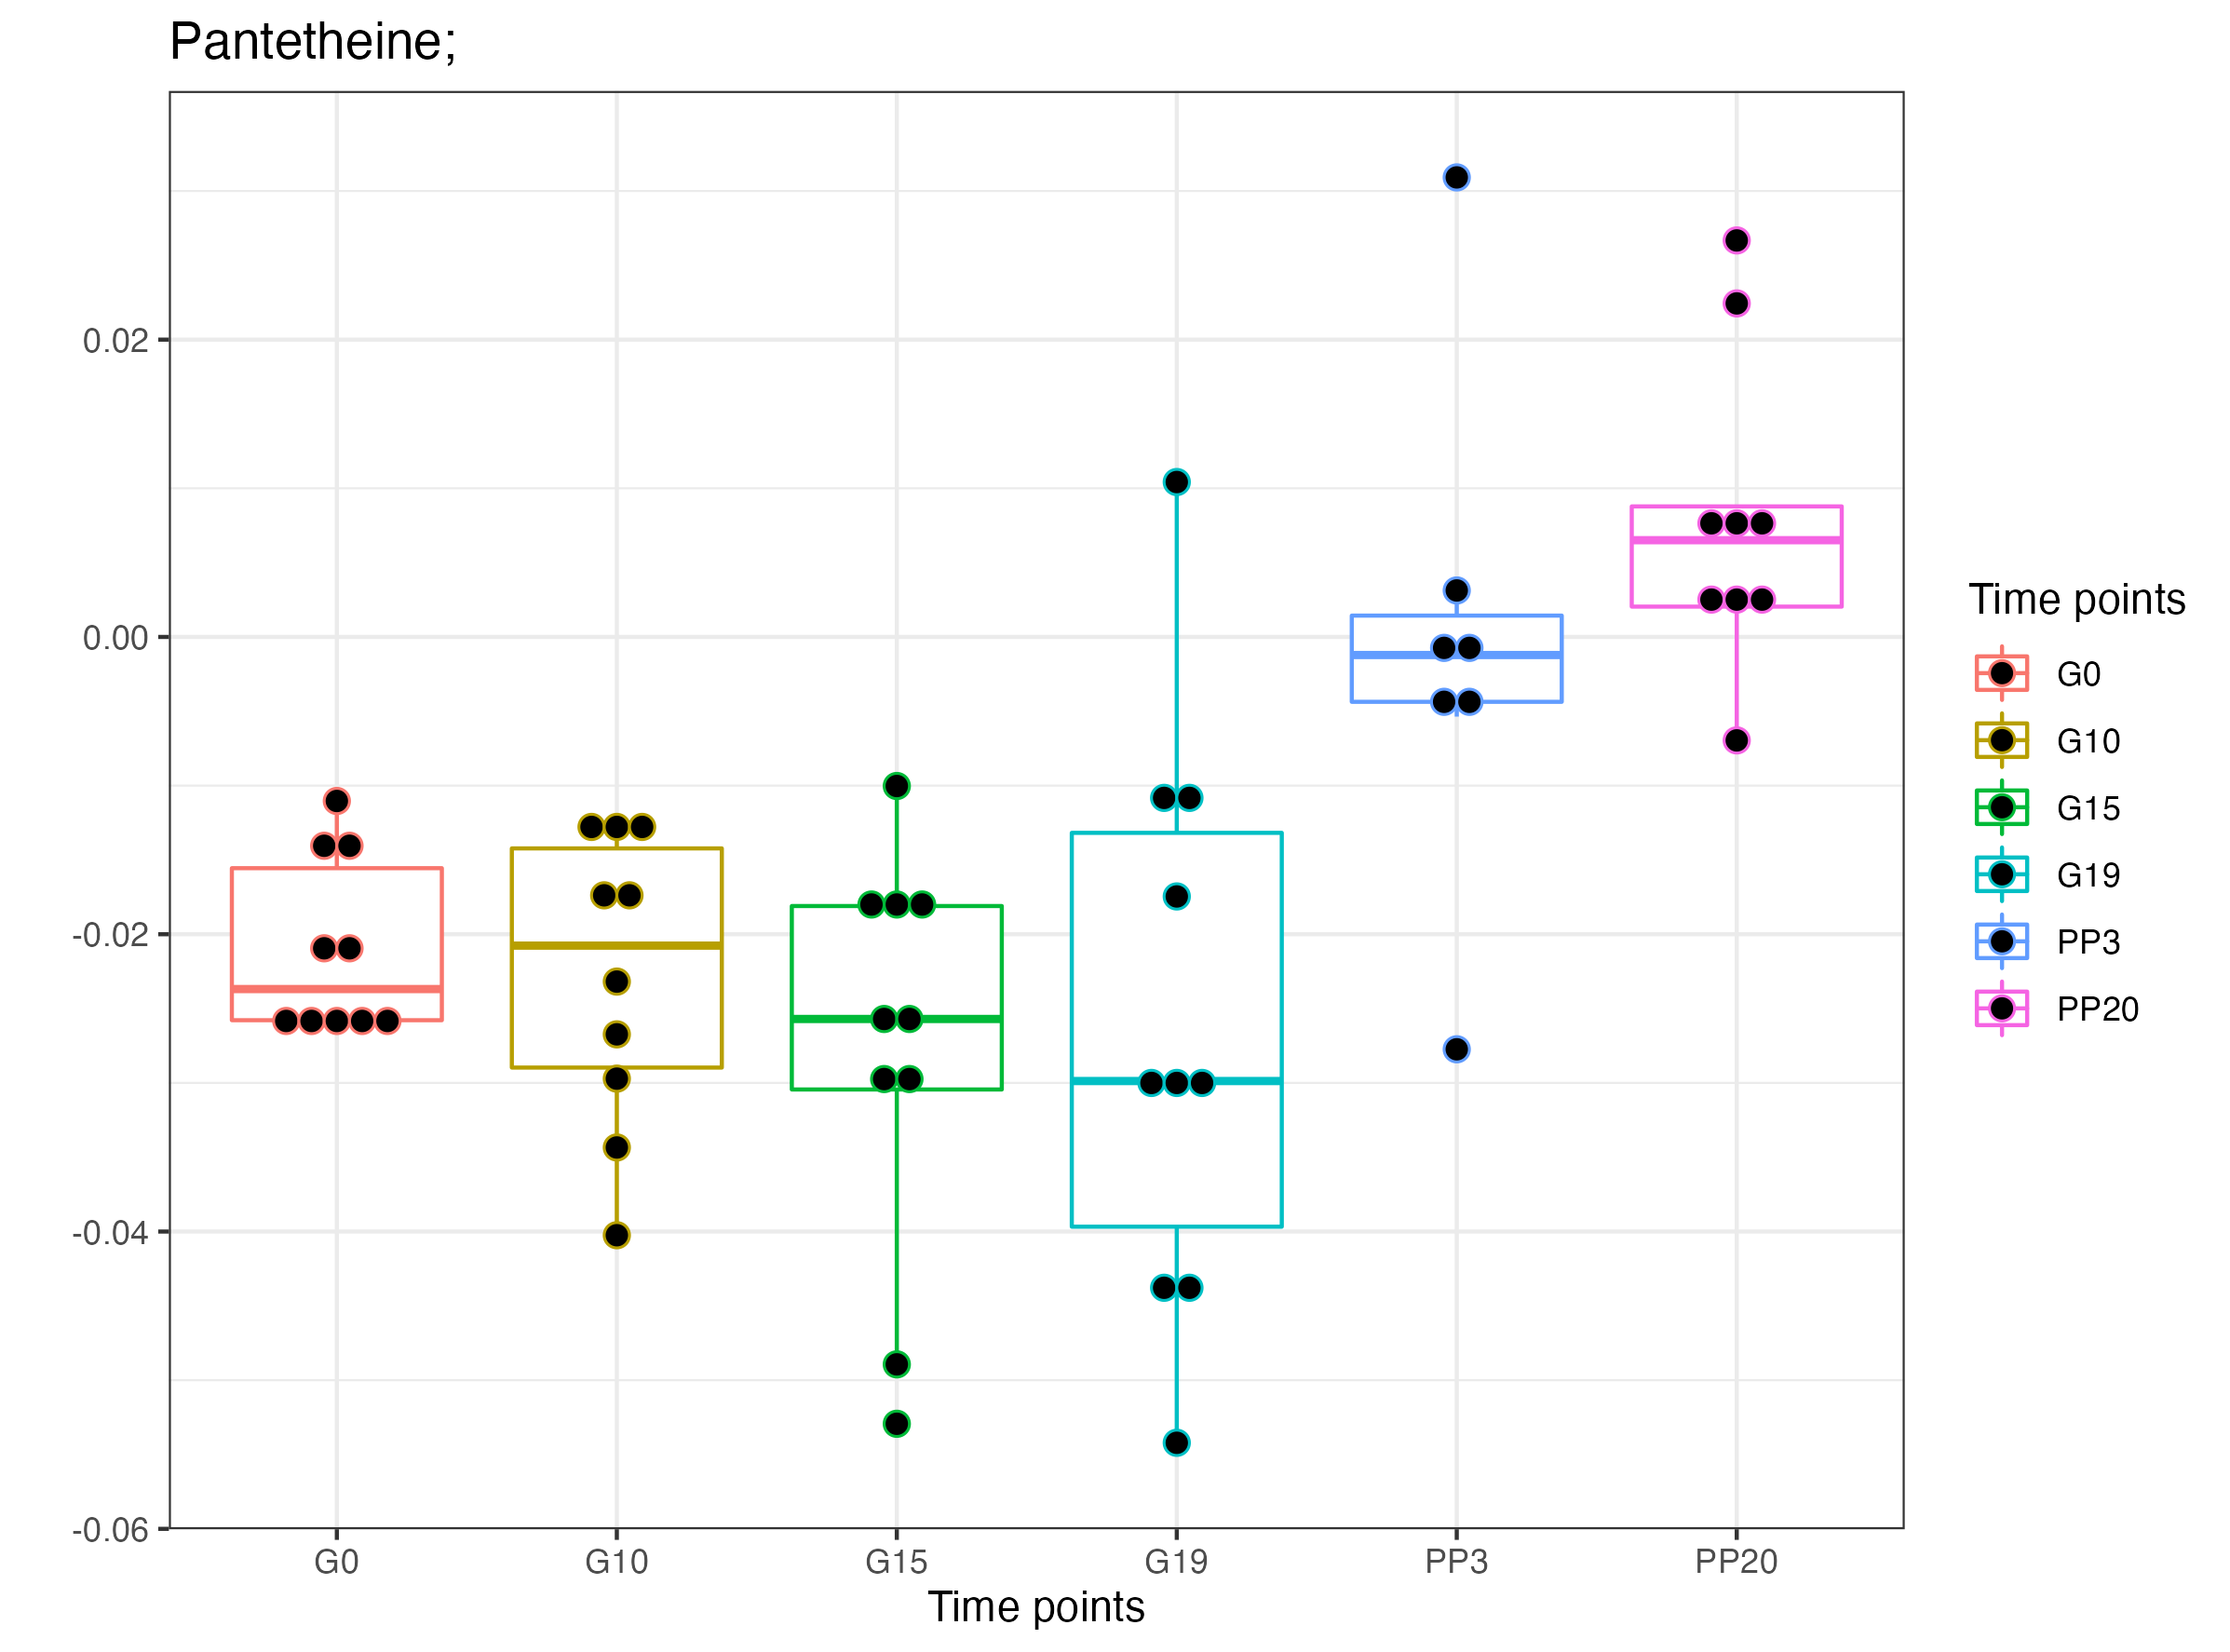 Pantetheine;
0.02
0.00
-0.02
-0.04
-0.06
G0 G10 G15 G19 PP3 PP20
Time points
Time points
G0
G10
G15
G19
PP3
PP20